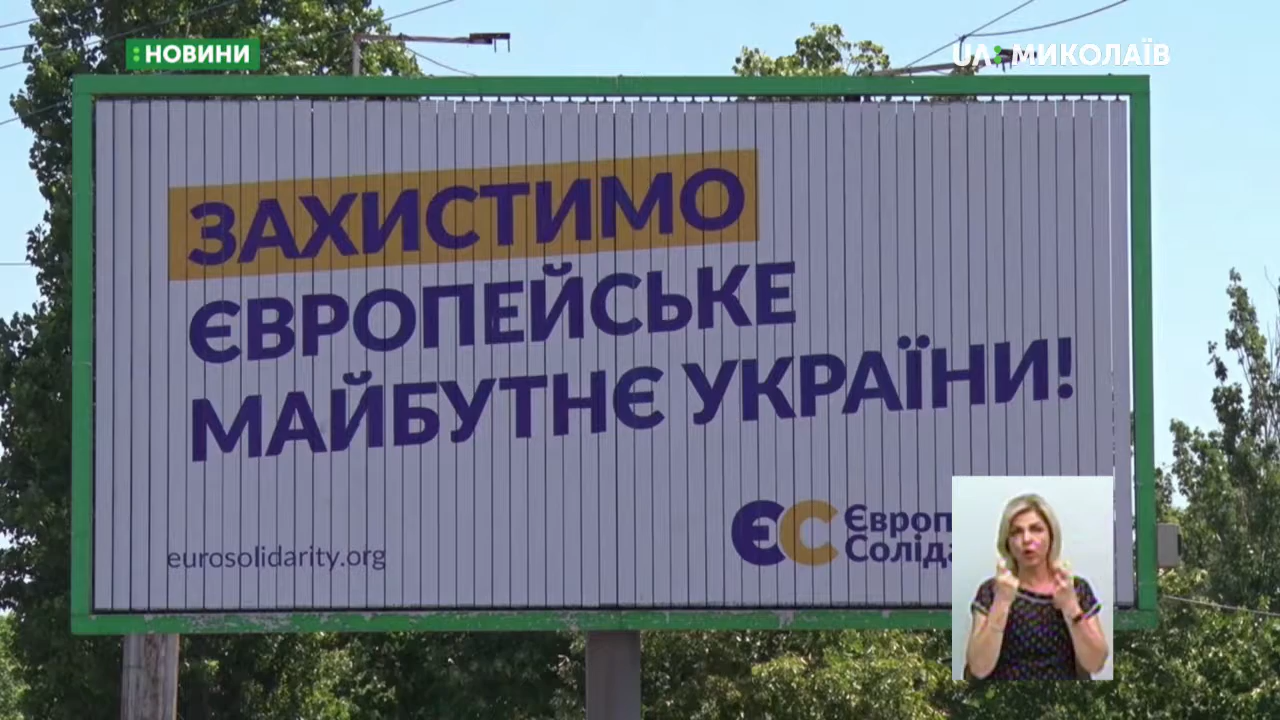 НОВИНИ
UA: МИКОЛАЇВ
ЗАХИСТИМО
ЄВРОПЕЙСЬКЕ
МАЙБУТНЄ УКРАЇНИ!
ЄС
eurosolidarity.org